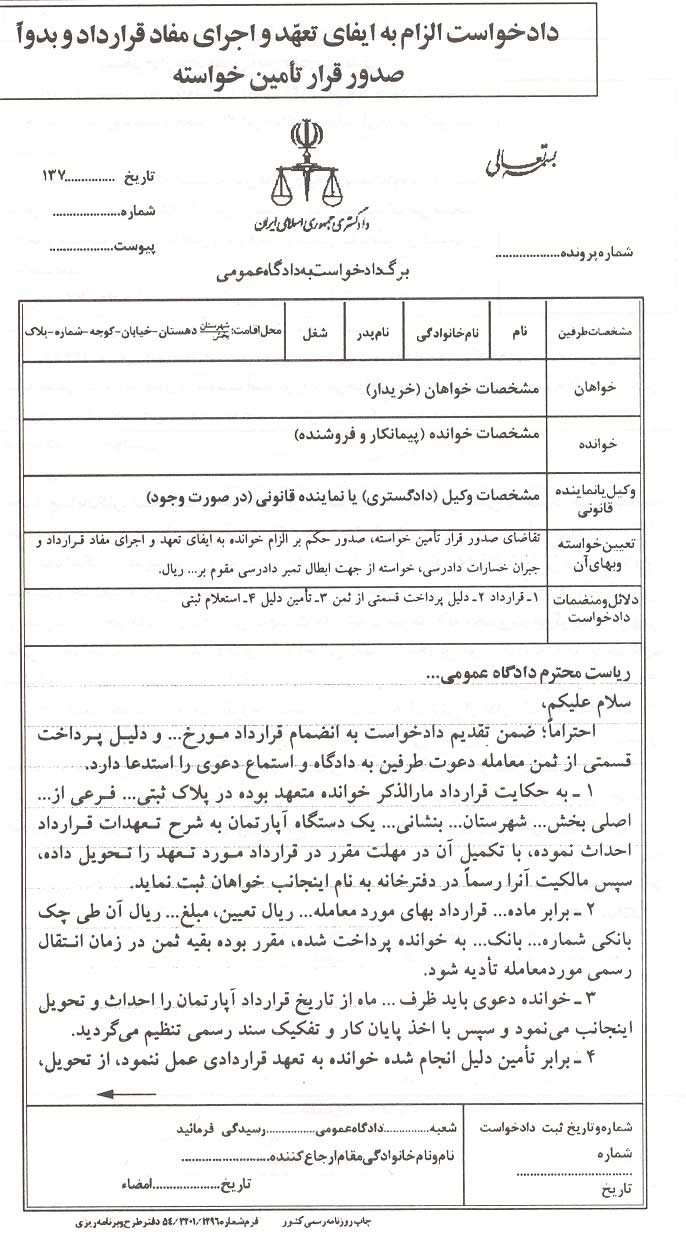 دادخواست الزام به ایفای تعهّد و اجرای مفاد قرارداد و بدواً
صدور قرار تأمین خواسته
بسمه تعالی
تاریخ ...............۱۳۷
شماره....................
پیوست...................
دادگستری جمهوری اسلامی ایران
شماره پرونده...................
برگ دادخواست به دادگاه عمومی
مشخصات طرفین | نام | نام خانوادگی | نام پدر | شغل | محل اقامت: شهرستان بخش دهستان-خیابان-کوچه-شماره-پلاک
خواهان | مشخصات خواهان (خریدار)
خوانده | مشخصات خوانده (پیمانکار و فروشنده)
وکیل یا نماینده قانونی | مشخصات وکیل (دادگستری) یا نماینده قانونی (در صورت وجود)
تعیین خواسته وبهای آن | تقاضای صدور قرار تأمین خواسته، صدور حکم بر الزام خوانده به ایفای تعهد و اجرای مفاد قرارداد و
جبران خسارات دادرسی، خواسته از جهت ابطال تمبر دادرسی مقوم بر... ریال.
دلائل و منضمات دادخواست | ۱ـ قرارداد ۲ـ دلیل پرداخت قسمتی از ثمن ۳ـ تأمین دلیل ۴ـ استعلام ثبتی
ریاست محترم دادگاه عمومی...
سلام علیکم،
احتراماً؛ ضمن تقدیم دادخواست به انضمام قرارداد مورخ... و دلیل پرداخت
قسمتی از ثمن معامله دعوت طرفین به دادگاه و استماع دعوی را استدعا دارد.
۱ ـ به حکایت قرارداد مارالذکر خوانده متعهد بوده در پلاک ثبتی... فرعی از...
اصلی بخش... شهرستان... بنشانی... یک دستگاه آپارتمان به شرح تعهدات قرارداد
احداث نموده، با تکمیل آن در مهلت مقرر در قرارداد مورد تعهد را تحویل داده،
سپس مالکیت آنرا رسماً در دفترخانه به نام اینجانب خواهان ثبت نماید.
۲ ـ برابر ماده... قرارداد بهای مورد معامله... ریال تعیین، مبلغ... ریال آن طی چک
بانکی شماره... بانک... به خوانده پرداخت شده، مقرر بوده بقیه ثمن در زمان انتقال
رسمی موردمعامله تأدیه شود.
۳ ـ خوانده دعوی باید ظرف ... ماه از تاریخ قرارداد آپارتمان را احداث و تحویل
اینجانب می‌نمود و سپس با اخذ پایان کار و تفکیک سند رسمی تنظیم می‌گردید.
۴ ـ برابر تأمین دلیل انجام شده خوانده به تعهد قراردادی عمل ننمود، از تحویل،
شماره و تاریخ ثبت دادخواست
شماره
..................................
تاریخ
شعبه..............دادگاه عمومی...............رسیدگی فرمائید
نام و نام خانوادگی مقام ارجاع کننده..........................
تاریخ....................امضاء
چاپ روزنامه رسمی کشور فرم شماره ۵۴/۳۲۰۱/۱۲۹۶ دفتر طرح و برنامه ریزی